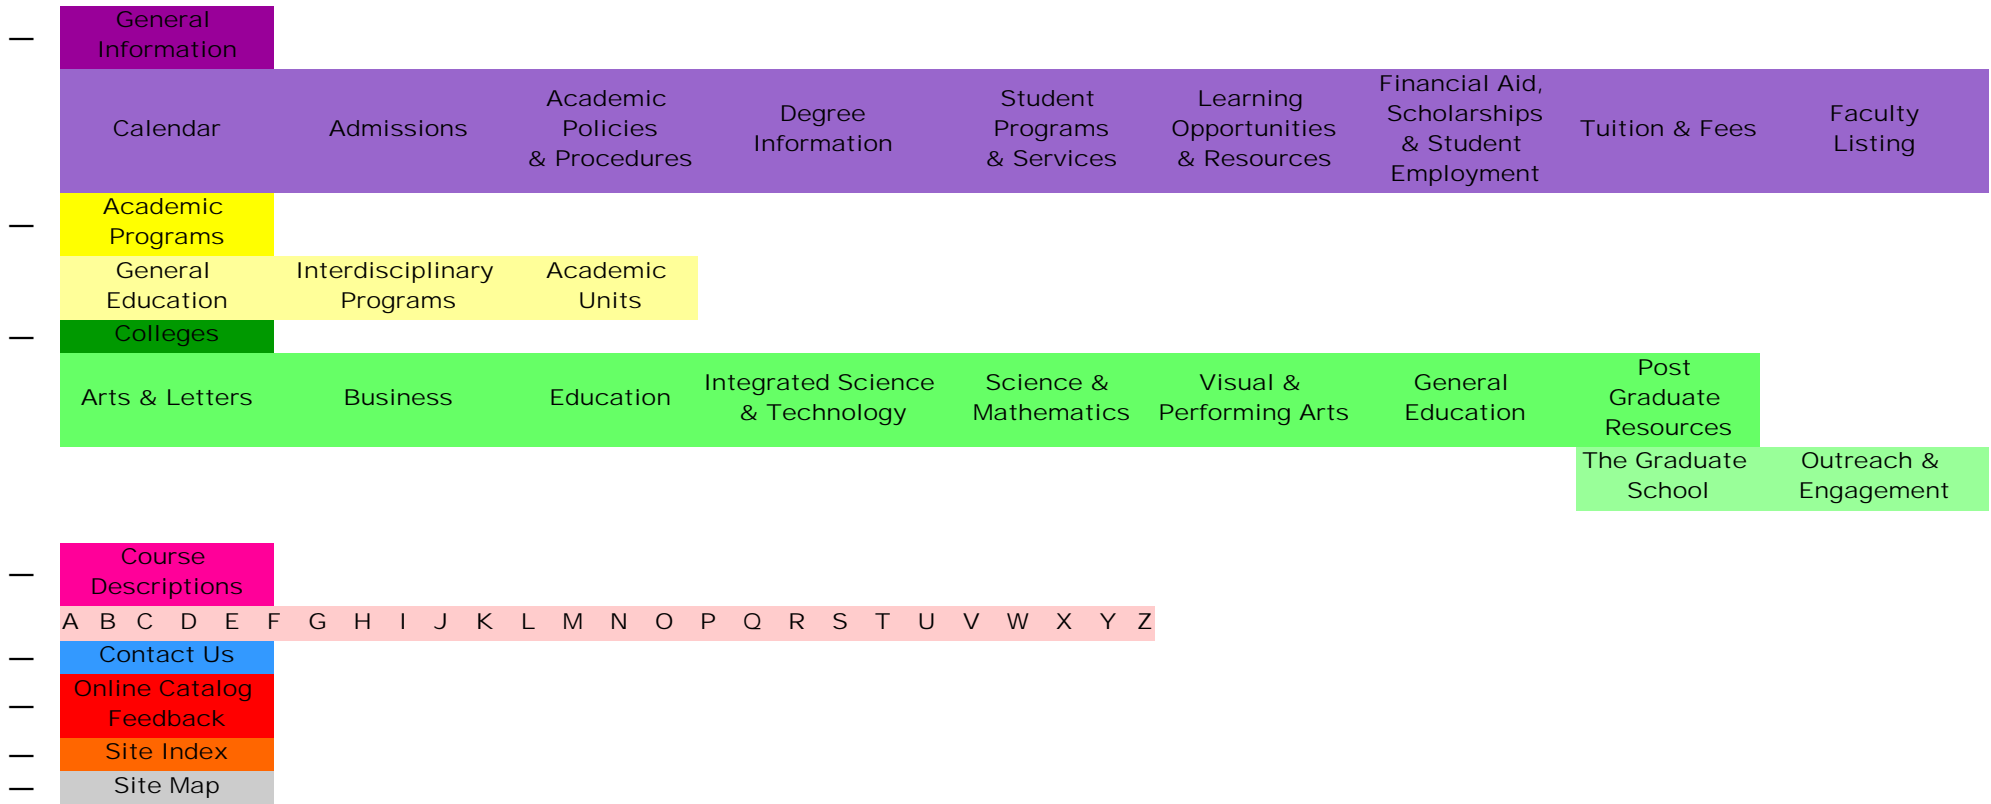 General
Information
Calendar
Admissions
Academic
Policies
& Procedures
Degree
Information
Student
Programs
& Services
Learning
Opportunities
& Resources
Financial Aid,
Scholarships
& Student
Employment
Tuition & Fees
Faculty
Listing
Academic
Programs
General
Education
Interdisciplinary
Programs
Academic
Units
Colleges
Arts & Letters
Business
Education
Integrated Science
& Technology
Science &
Mathematics
Visual &
Performing Arts
General
Education
Post
Graduate
Resources
The Graduate
School
Outreach &
Engagement
Course
Descriptions
A B C D E F G H I J K L M N O P Q R S T U V W X Y Z
Contact Us
Online Catalog
Feedback
Site Index
Site Map